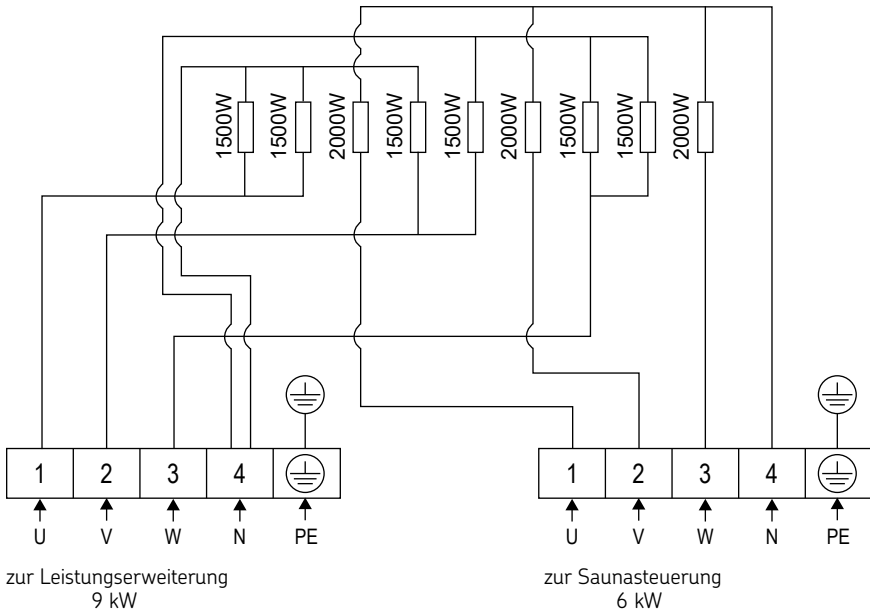 1500W
1500W
2000W
1500W
1500W
2000W
1500W
1500W
2000W
1 2 3 4
U V W N PE
zur Leistungserweiterung
9 kW
1 2 3 4
U V W N PE
zur Saunasteuerung
6 kW